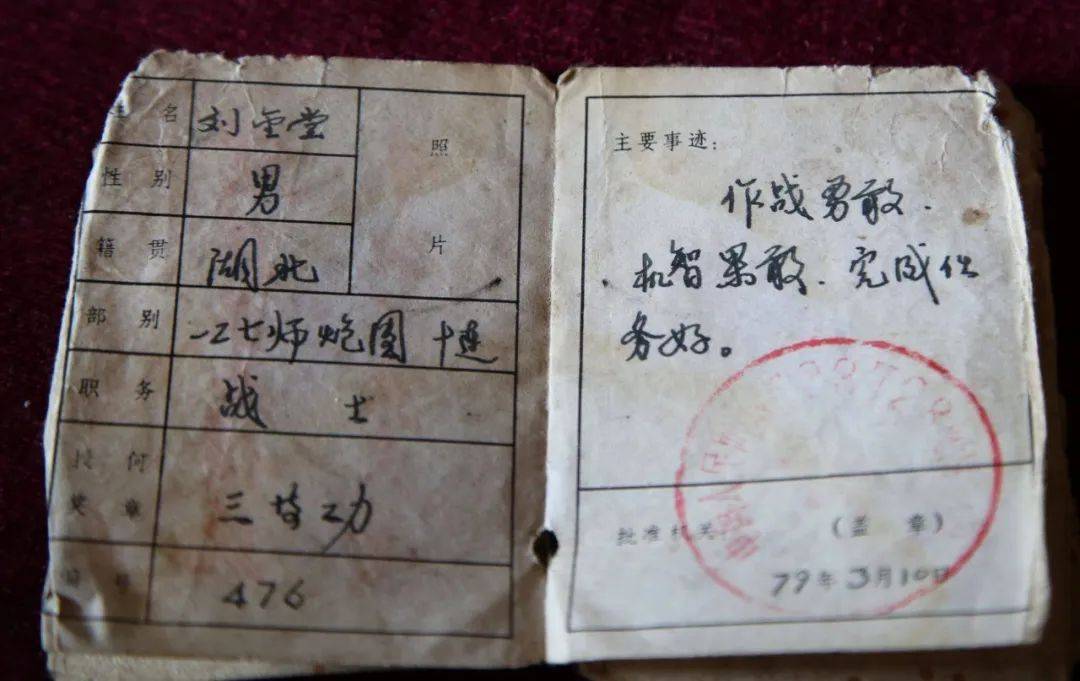 名 刘金堂
照
性 别 男
籍 贯 湖北
片
部 别 一二七师炮团 十连
职 务 战 士
授 何
奖 章 三等功
476
主要事迹:
作战勇敢.
机智果敢. 完成任
务好。
批准机关 (盖 章)
79年3月10日